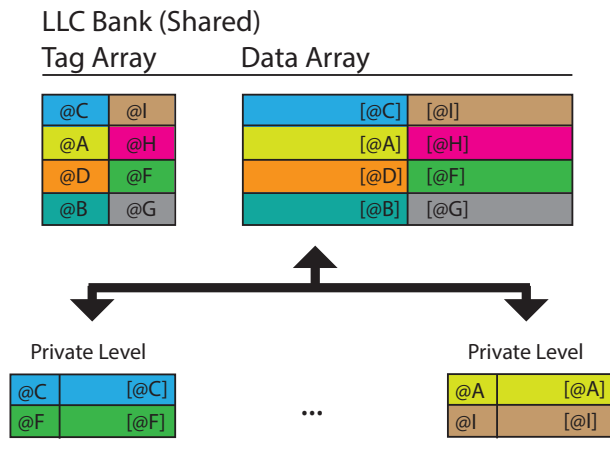 LLC Bank (Shared)
Tag Array Data Array
@C @I [@C] [@I]
@A @H [@A] [@H]
@D @F [@D] [@F]
@B @G [@B] [@G]
Private Level Private Level
@C [@C] @A [@A]
@F [@F] ... @I [@I]